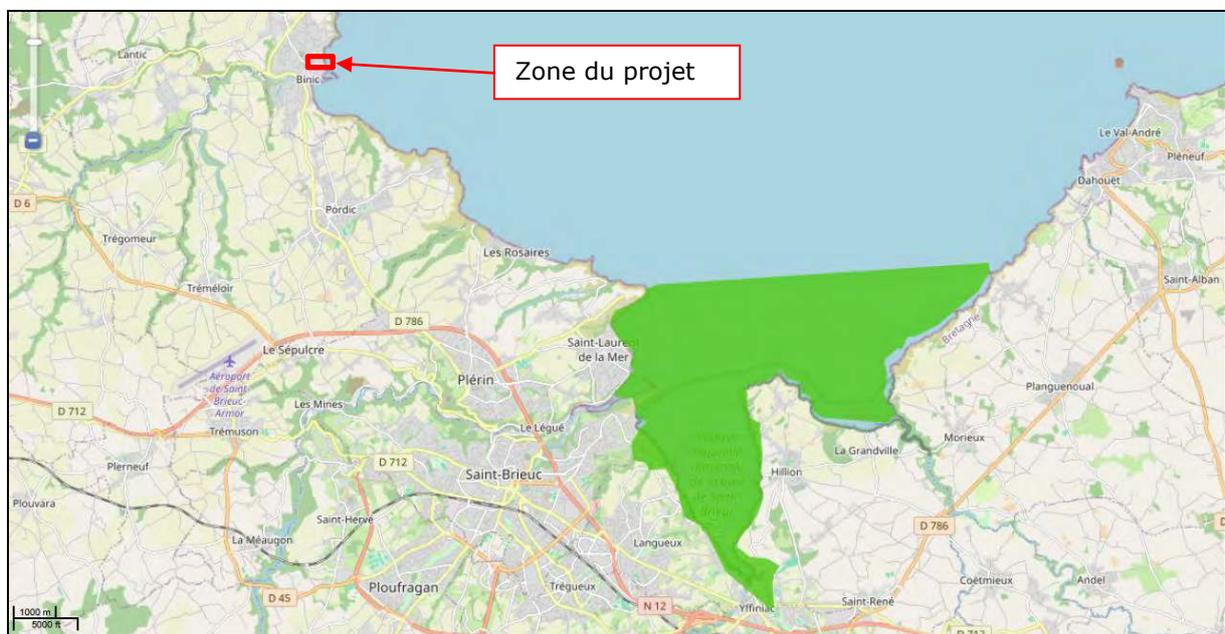 Zone du projet
Lantic
Binic
Le Val-André
Pléneuf
Dahouët
D 6
Pordic
Trégomeur
Les Rosaires
Tréméloir
Saint-Alban
D 786
Bretagne
Le Sépulcre
Saint-Laurent
de la Mer
Aéroport
de Saint
Brieuc-
Armor
Plérin
Planguenoual
Les Mines
D 712
Trémuson
Le Légué
Morieux
La Grandville
D 712
Plerneuf
Saint-Brieuc
Hillion
Plouvara
Saint-Hervé
D 786
La Méaugon
Langueux
Coëtmieux
Andel
Ploufragan
Trégueux
D 45
N 12
Yffiniac
Saint-René
D 712
1000 m
5000 ft